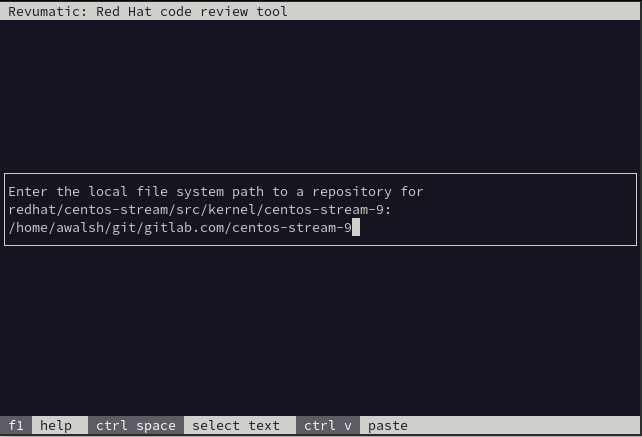 Revumatic: Red Hat code review tool
Enter the local file system path to a repository for
redhat/centos-stream/src/kernel/centos-stream-9:
/home/awalsh/git/gitlab.com/centos-stream-9
f1 help ctrl space select text ctrl v paste